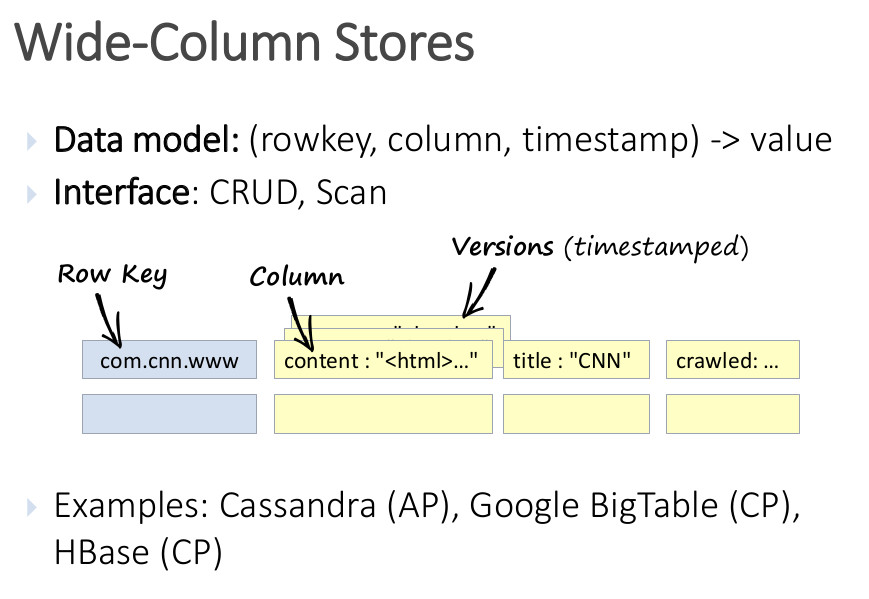 Wide-Column Stores
Data model: (rowkey, column, timestamp) -> value
Interface: CRUD, Scan
Versions (timestamped)
Row Key
Column
com.cnn.www
content : "<html>…"
title : "CNN"
crawled: …
Examples: Cassandra (AP), Google BigTable (CP),
HBase (CP)